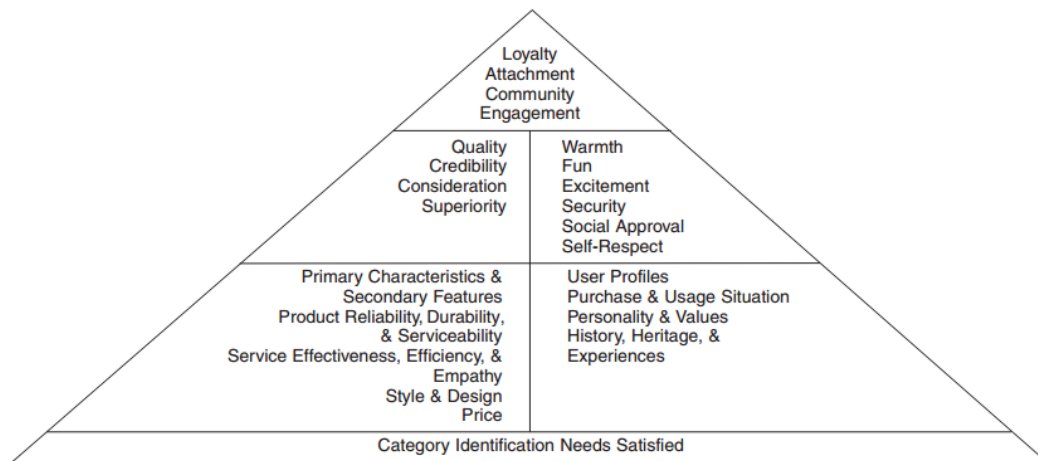 Loyalty
Attachment
Community
Engagement
Quality
Credibility
Consideration
Superiority
Warmth
Fun
Excitement
Security
Social Approval
Self-Respect
Primary Characteristics &
Secondary Features
Product Reliability, Durability,
& Serviceability
Service Effectiveness, Efficiency, &
Empathy
Style & Design
Price
User Profiles
Purchase & Usage Situation
Personality & Values
History, Heritage, &
Experiences
Category Identification Needs Satisfied